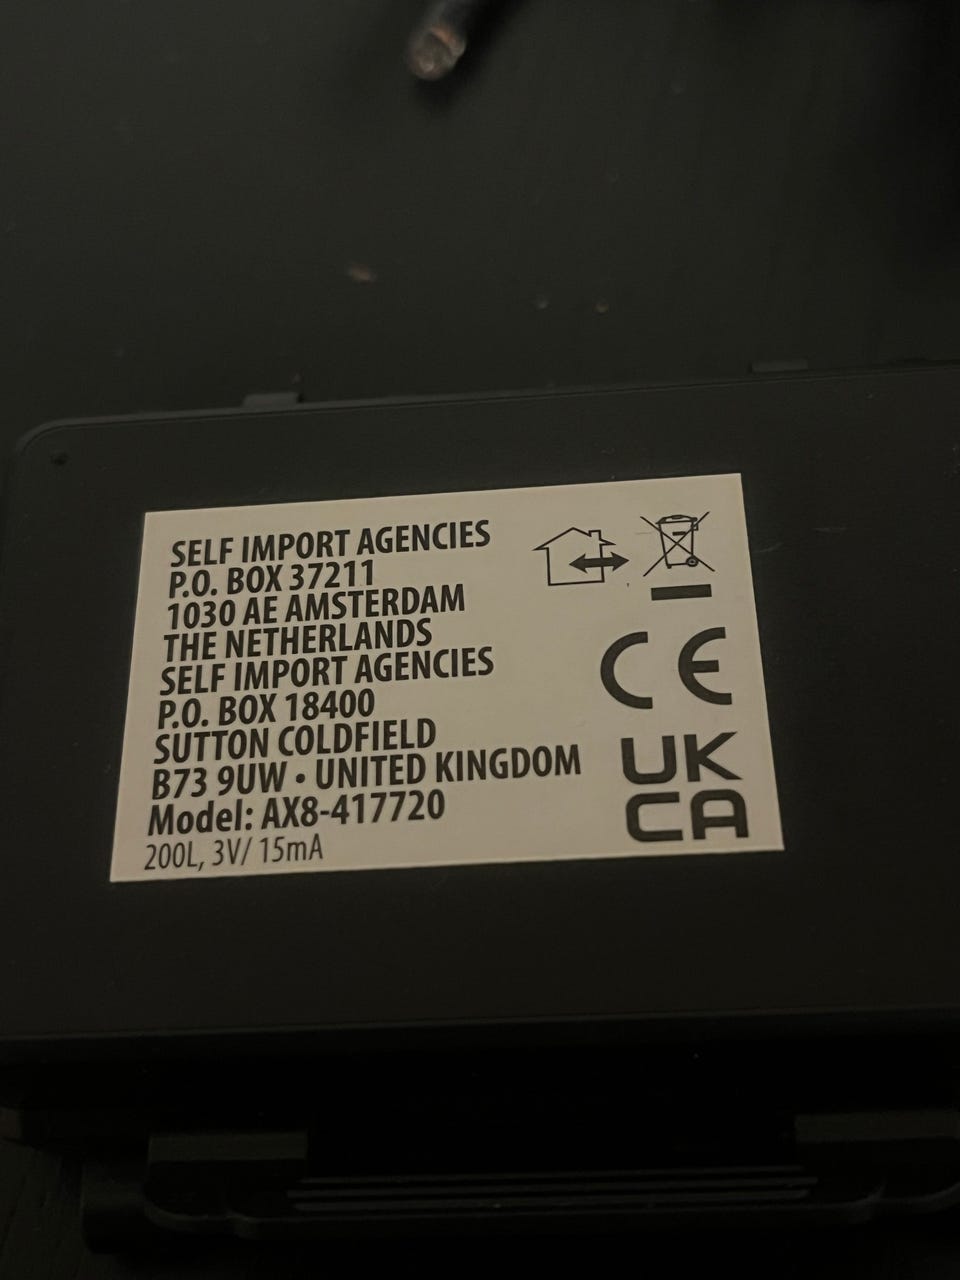 SELF IMPORT AGENCIES
P.O. BOX 37211
1030 AE AMSTERDAM
THE NETHERLANDS
SELF IMPORT AGENCIES
P.O. BOX 18400
SUTTON COLDFIELD
B73 9UW • UNITED KINGDOM
Model: AX8-417720
200L, 3V/ 15mA
CE
UK
CA